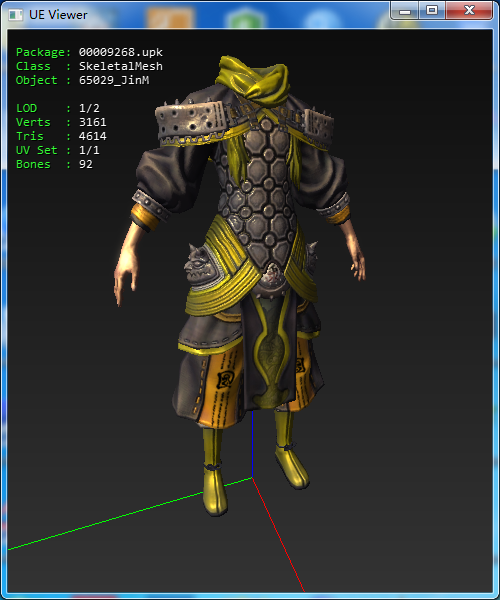 UE Viewer
Package: 00009268.upk
Class : SkeletalMesh
Object : 65029_JinM
LOD : 1/2
Verts : 3161
Tris : 4614
UV Set : 1/1
Bones : 92